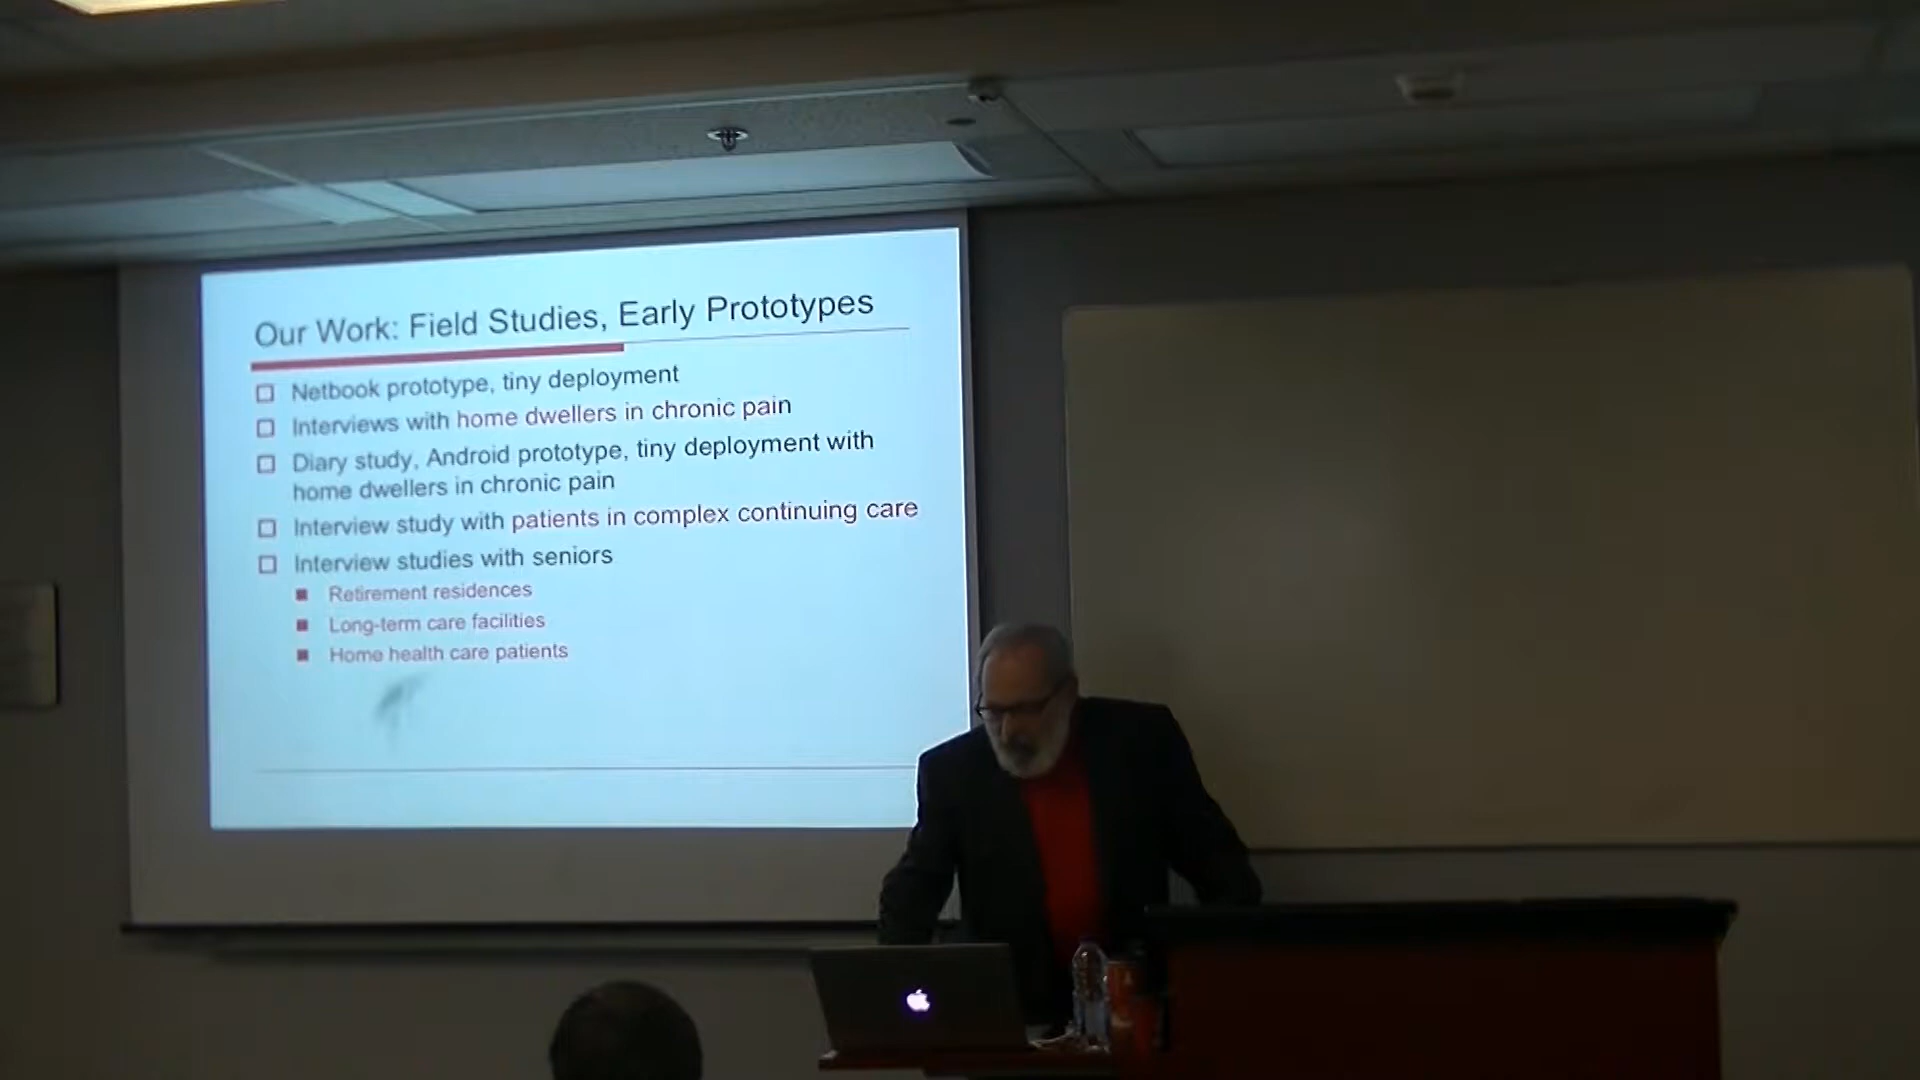 Our Work: Field Studies, Early Prototypes
Netbook prototype, tiny deployment
Interviews with home dwellers in chronic pain
Diary study, Android prototype, tiny deployment with
home dwellers in chronic pain
Interview study with patients in complex continuing care
Interview studies with seniors
Retirement residences
Long-term care facilities
Home health care patients